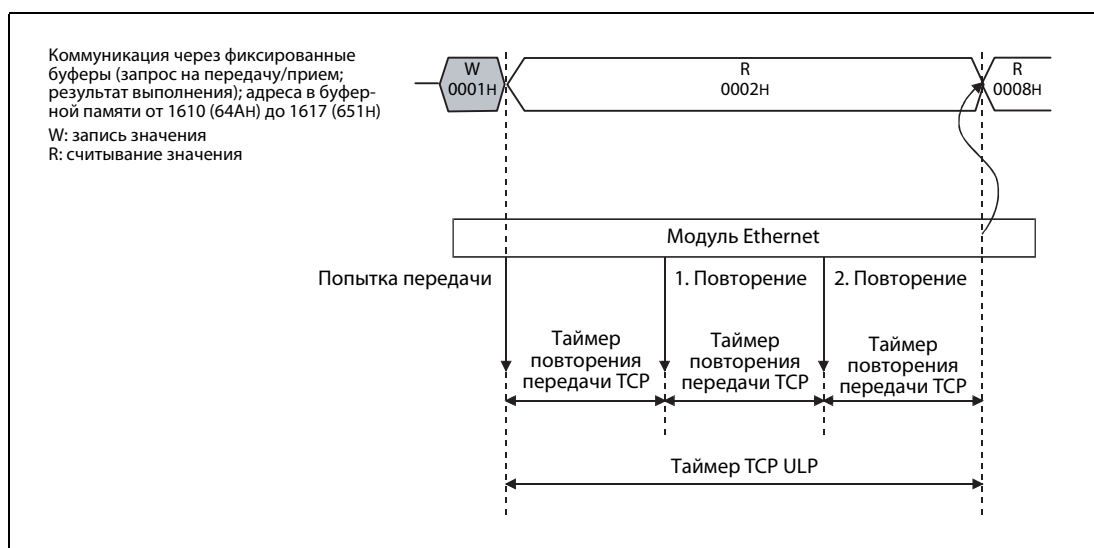 Коммуникация через фиксированные
буферы (запрос на передачу/прием;
результат выполнения); адреса в буфер-
ной памяти от 1610 (64AH) до 1617 (651H)
W: запись значения
R: считывание значения
W
0001H
R
0002H
R
0008H
Модуль Ethernet
Попытка передачи
1. Повторение
2. Повторение
Таймер
повторения
передачи TCP
Таймер
повторения
передачи TCP
Таймер
повторения
передачи TCP
Таймер TCP ULP